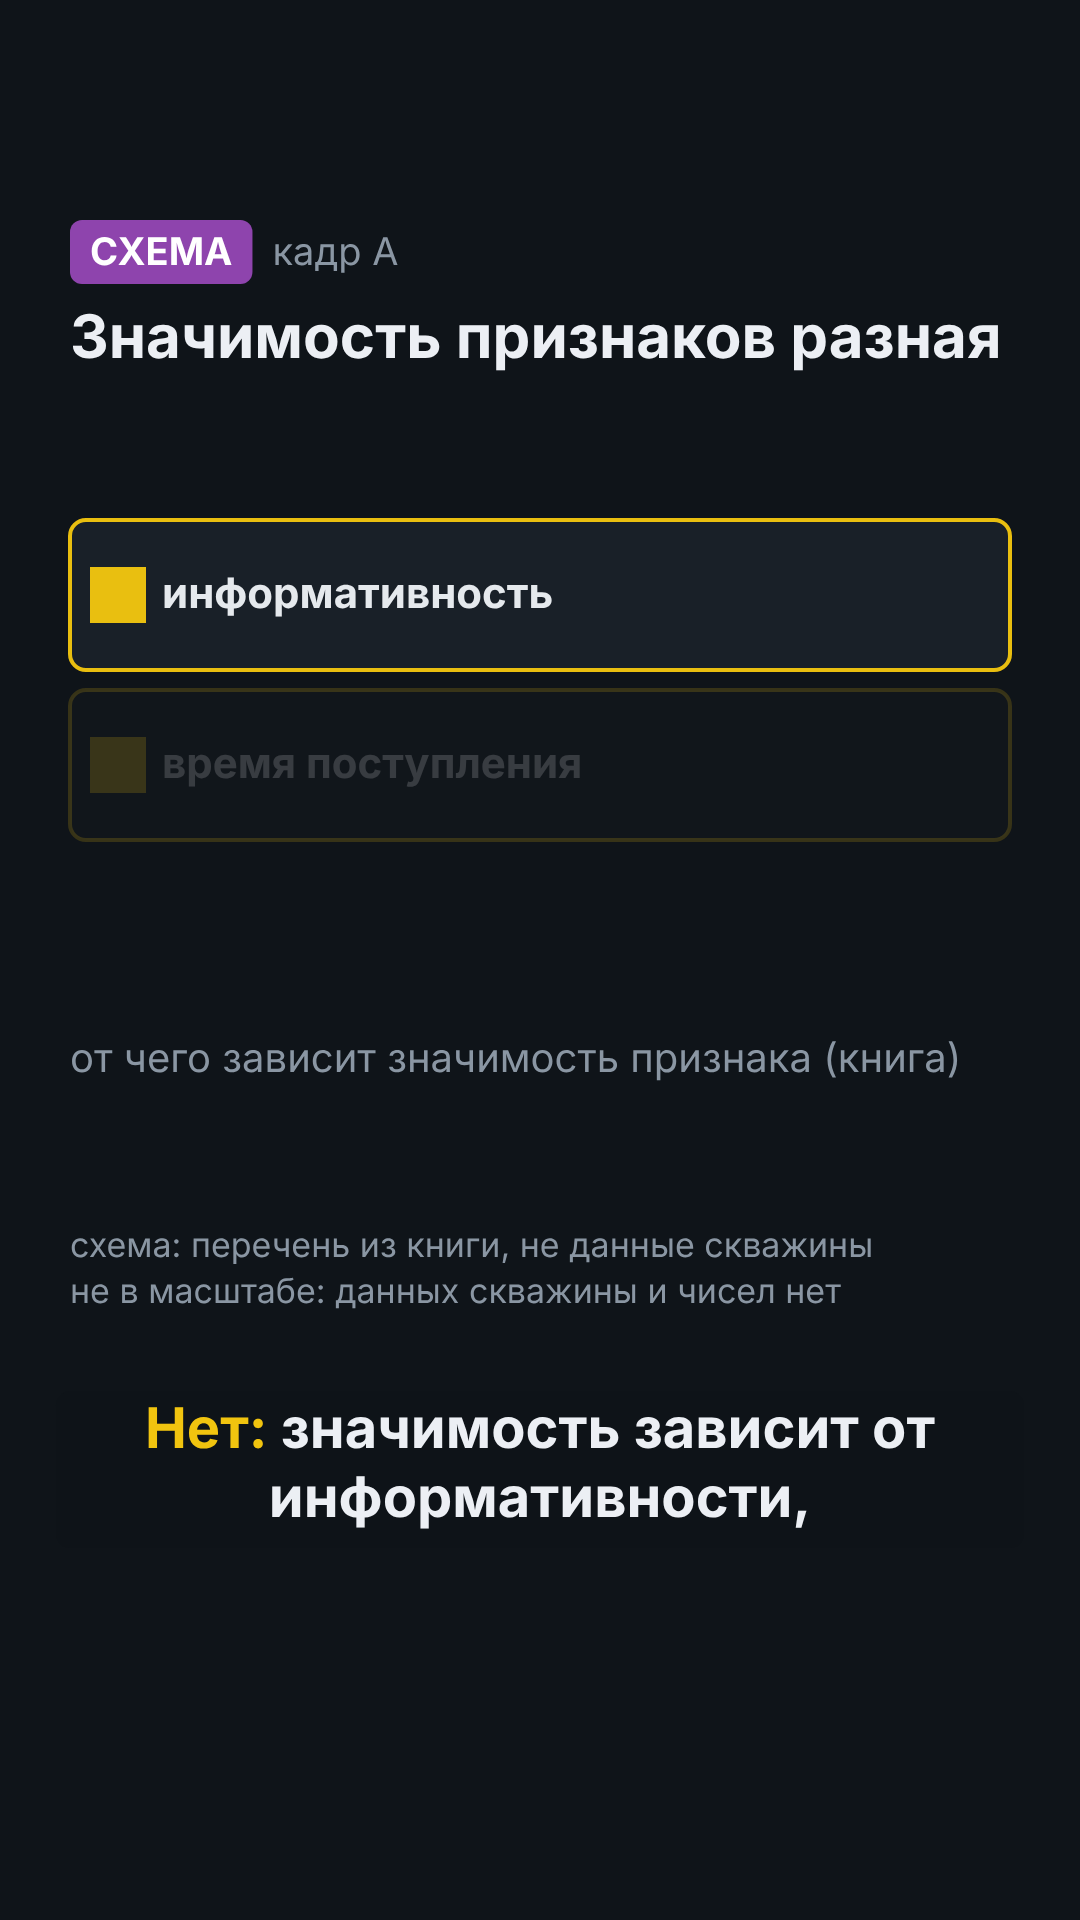 СХЕМА кадр А
Значимость признаков разная
информативность
время поступления
от чего зависит значимость признака (книга)
схема: перечень из книги, не данные скважины
не в масштабе: данных скважины и чисел нет
Нет: значимость зависит от
информативности,